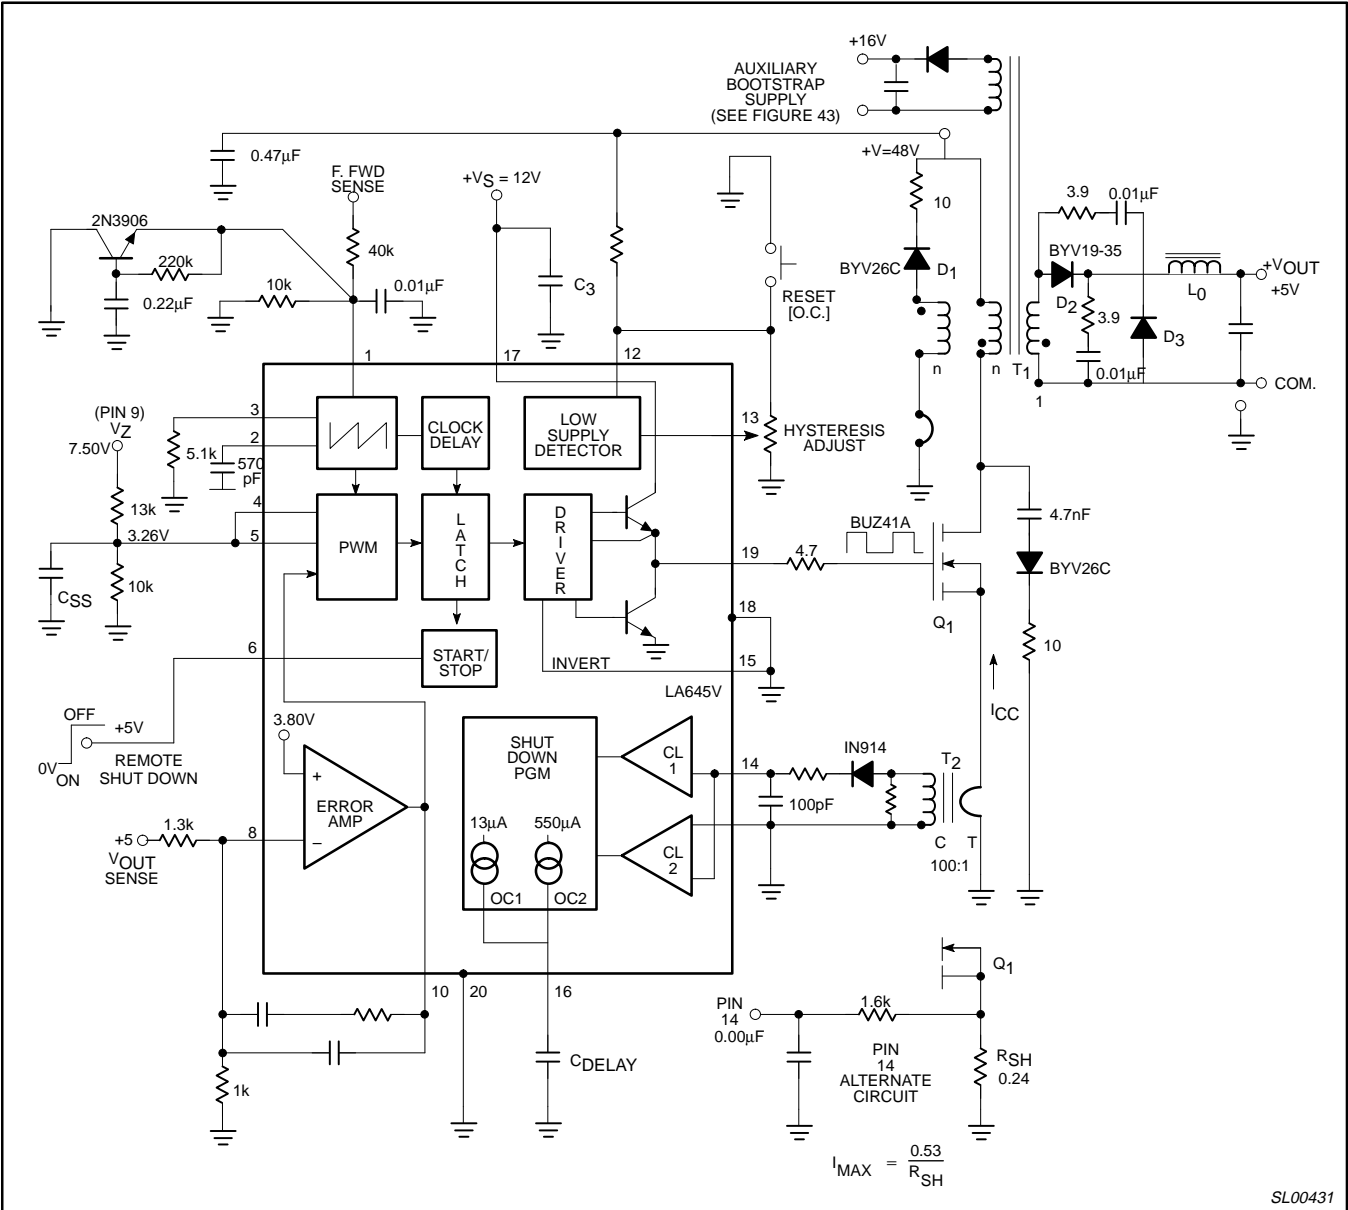 +16V
AUXILIARY
BOOTSTRAP
SUPPLY
(SEE FIGURE 43)
0.47µF
F. FWD
SENSE
+VS = 12V
+V=48V
2N3906
220k
0.22µF
10k
40k
0.01µF
C3
RESET
[O.C.]
10
BYV26C
D1
n
n
T1
3.9
0.01µF
BYV19-35
D2
3.9
0.01µF
D3
L0
+VOUT
+5V
COM.
1
1
17
12
(PIN 9)
VZ
7.50V
3
2
5.1k
570
pF
CLOCK
DELAY
LOW
SUPPLY
DETECTOR
13
HYSTERESIS
ADJUST
13k
4
3.26V
5
10k
CSS
PWM
LATCH
DRIVER
19
4.7
BUZ41A
Q1
4.7nF
BYV26C
10
18
15
6
START/
STOP
INVERT
LA645V
ICC
OFF
+5V
0V
ON
REMOTE
SHUT DOWN
3.80V
+
ERROR
AMP
–
SHUT
DOWN
PGM
CL
1
14
IN914
100pF
T2
C T
100:1
+5
1.3k
8
VOUT
SENSE
13µA
550µA
CL
2
OC1
OC2
10
20
16
1k
CDELAY
Q1
PIN
14
0.00µF
1.6k
PIN
14
ALTERNATE
CIRCUIT
RSH
0.24
IMAX = 0.53
RSH
SL00431